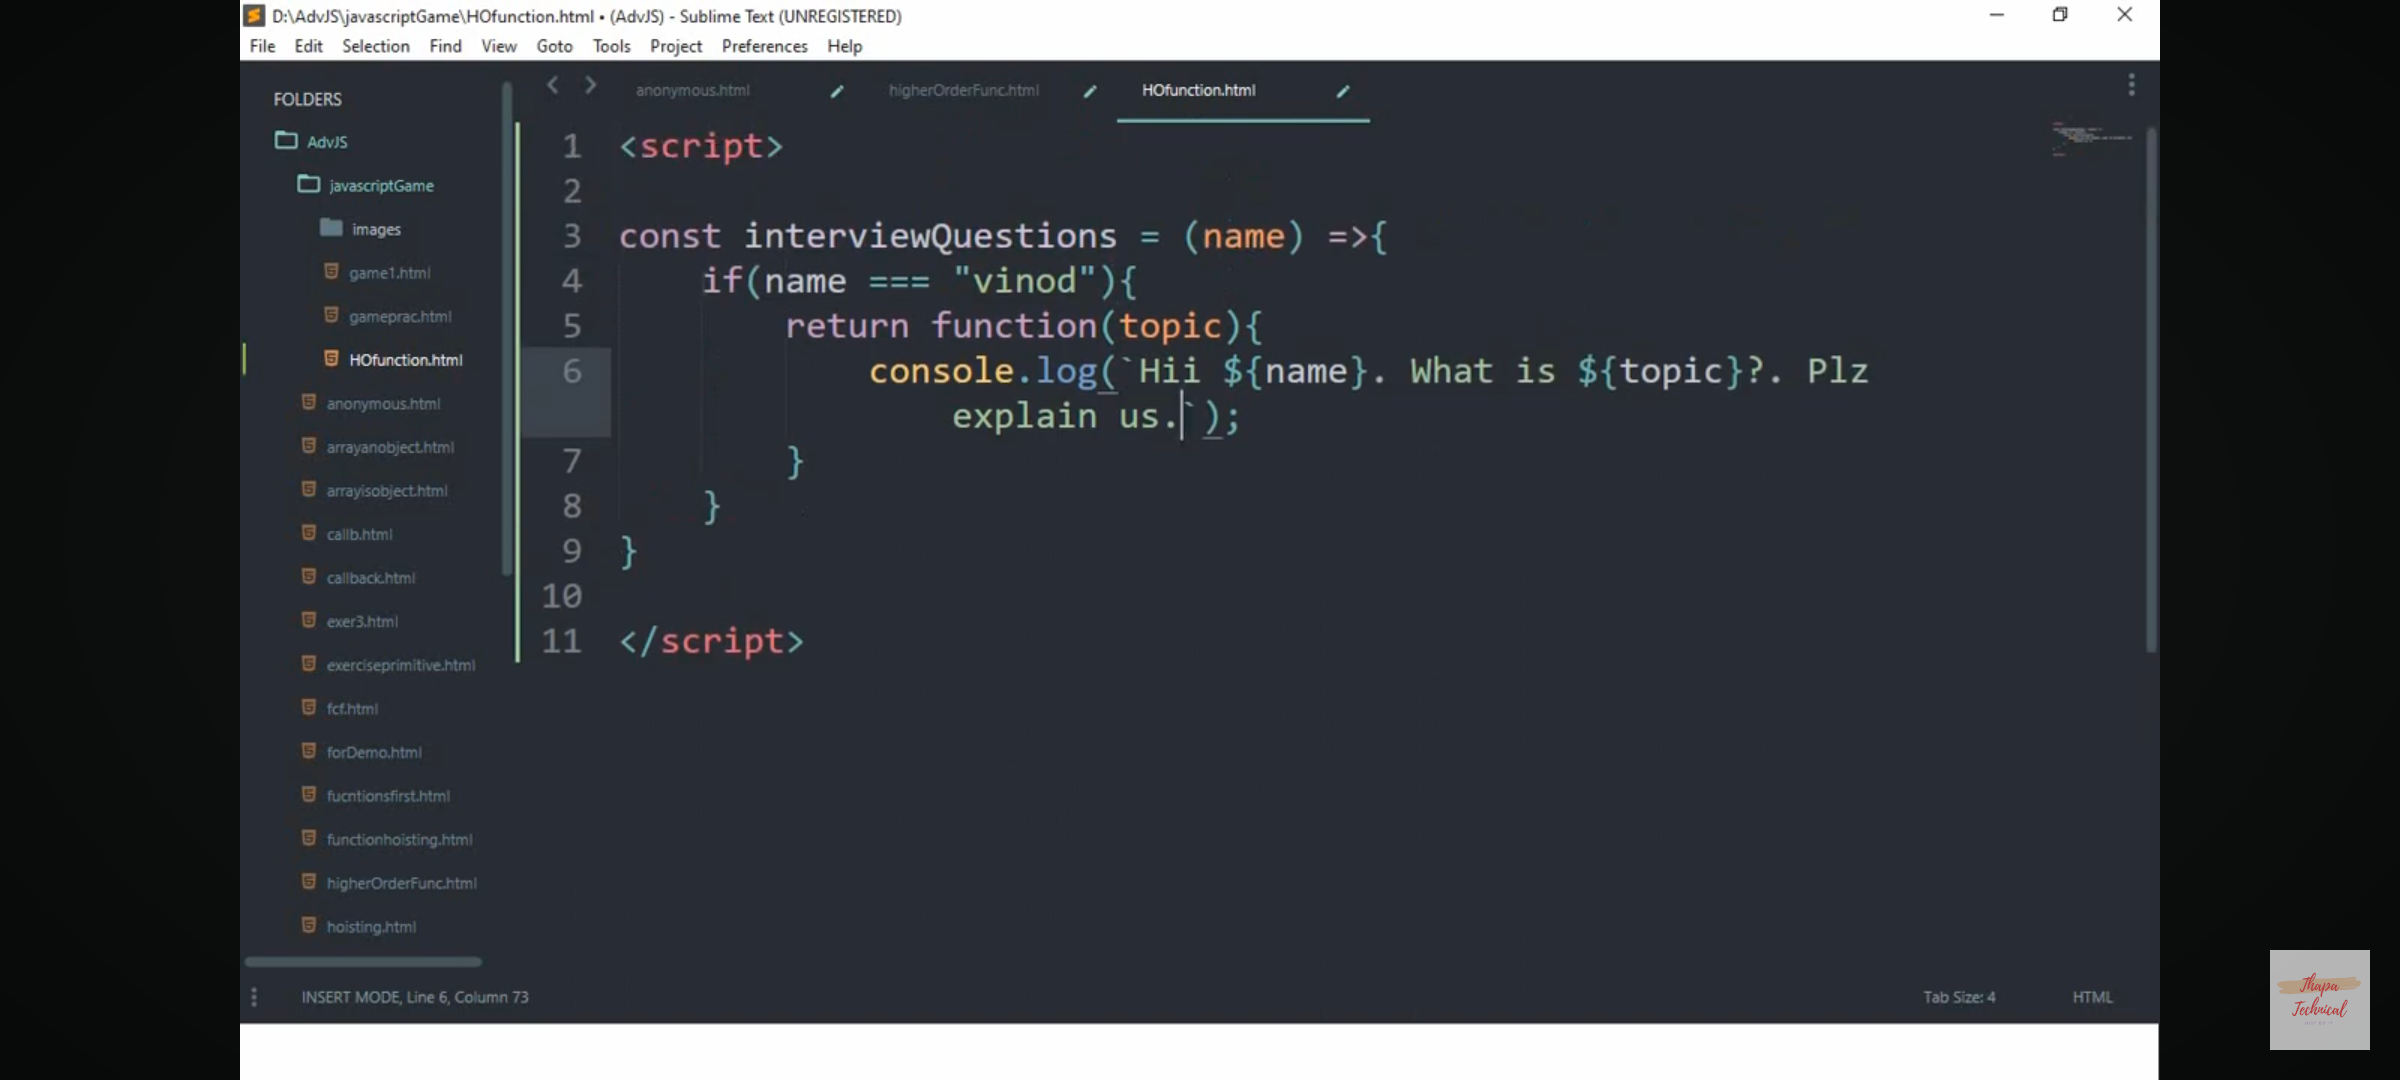 D:\AdvJS\javascriptGame\HOfunction.html • (AdvJS) - Sublime Text (UNREGISTERED)
File Edit Selection Find View Goto Tools Project Preferences Help
FOLDERS
AdvJS
javascriptGame
images
game1.html
gameprac.html
HOfunction.html
anonymous.html
arrayanobject.html
arrayisobject.html
callb.html
callback.html
exer3.html
exerciseprimitive.html
fcf.html
forDemo.html
fucntionsfirst.html
functionhoisting.html
higherOrderFunc.html
hoisting.html
anonymous.html higherOrderFunc.html HOfunction.html
1 <script>
2
3 const interviewQuestions = (name) =>{
4 if(name === "vinod"){
5 return function(topic){
6 console.log(`Hii ${name}. What is ${topic}?. Plz
explain us.`);
7 }
8 }
9 }
10
11 </script>
INSERT MODE, Line 6, Column 73
Tab Size: 4 HTML
Thapa
Technical